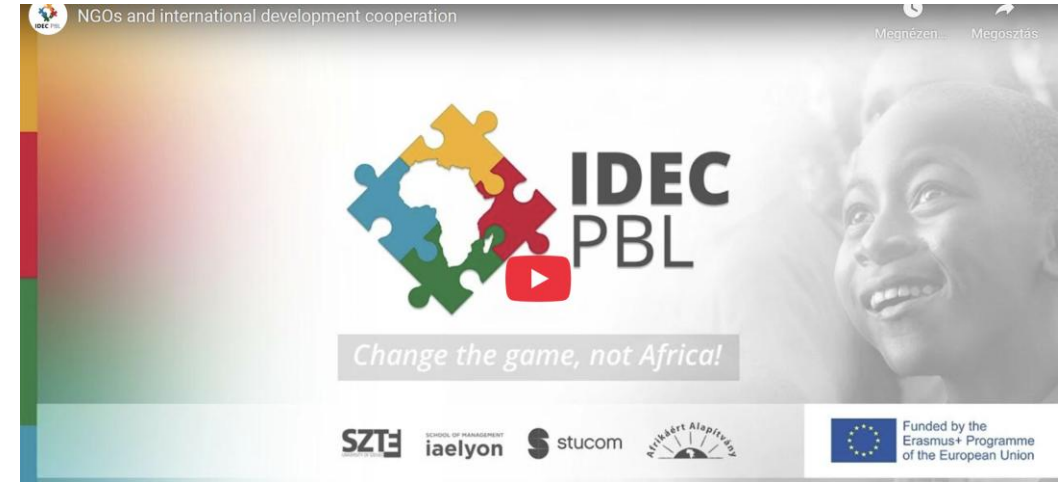 IDEC PBL
NGOs and international development cooperation
Megnézen...
Megosztás
IDEC
PBL
Change the game, not Africa!
SZTE
SCHOOL OF MANAGEMENT
iaelyon
stucom
Afrikáért Alapítvány
Funded by the
Erasmus+ Programme
of the European Union